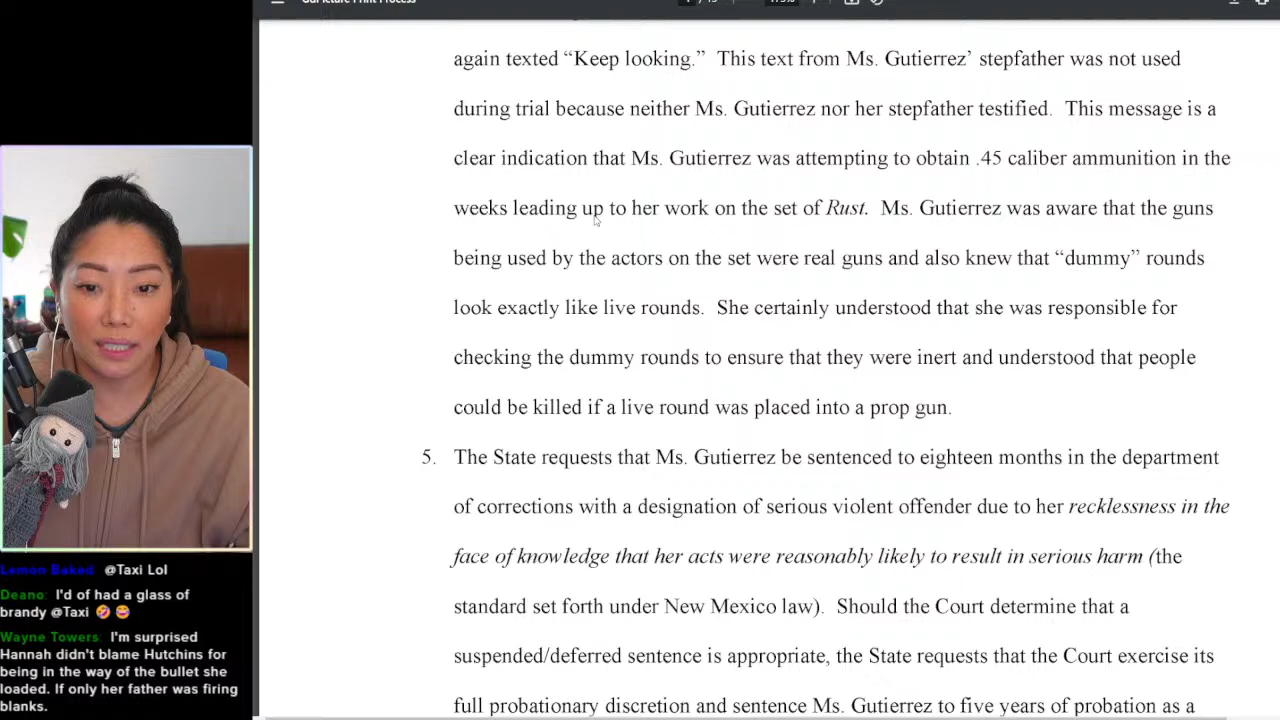 again texted “Keep looking.” This text from Ms. Gutierrez’ stepfather was not used
during trial because neither Ms. Gutierrez nor her stepfather testified. This message is a
clear indication that Ms. Gutierrez was attempting to obtain .45 caliber ammunition in the
weeks leading up to her work on the set of Rust. Ms. Gutierrez was aware that the guns
being used by the actors on the set were real guns and also knew that “dummy” rounds
look exactly like live rounds. She certainly understood that she was responsible for
checking the dummy rounds to ensure that they were inert and understood that people
could be killed if a live round was placed into a prop gun.
5. The State requests that Ms. Gutierrez be sentenced to eighteen months in the department
of corrections with a designation of serious violent offender due to her recklessness in the
face of knowledge that her acts were reasonably likely to result in serious harm (the
standard set forth under New Mexico law). Should the Court determine that a
suspended/deferred sentence is appropriate, the State requests that the Court exercise its
full probationary discretion and sentence Ms. Gutierrez to five years of probation as a
Lemon Baked: @Taxi Lol
Deano: I'd of had a glass of
brandy @Taxi 🤣 😂
Wayne Towers: I'm surprised
Hannah didn't blame Hutchins for
being in the way of the bullet she
loaded. If only her father was firing
blanks.